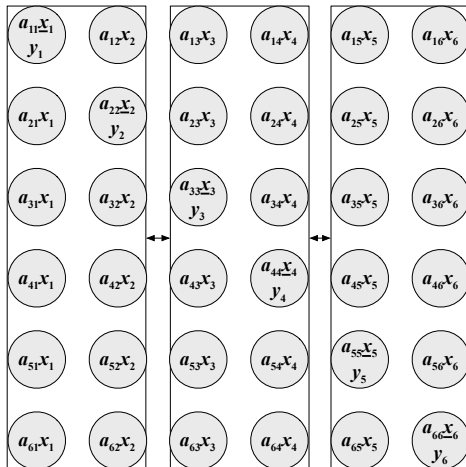 a₁₁x₁ a₁₂x₂ a₁₃x₃ a₁₄x₄ a₁₅x₅ a₁₆x₆
y₁
a₂₁x₁ a₂₂x₂ a₂₃x₃ a₂₄x₄ a₂₅x₅ a₂₆x₆
y₂
a₃₁x₁ a₃₂x₂ a₃₃x₃ a₃₄x₄ a₃₅x₅ a₃₆x₆
y₃
a₄₁x₁ a₄₂x₂ a₄₃x₃ a₄₄x₄ a₄₅x₅ a₄₆x₆
y₄
a₅₁x₁ a₅₂x₂ a₅₃x₃ a₅₄x₄ a₅₅x₅ a₅₆x₆
y₅
a₆₁x₁ a₆₂x₂ a₆₃x₃ a₆₄x₄ a₆₅x₅ a₆₆x₆
y₆